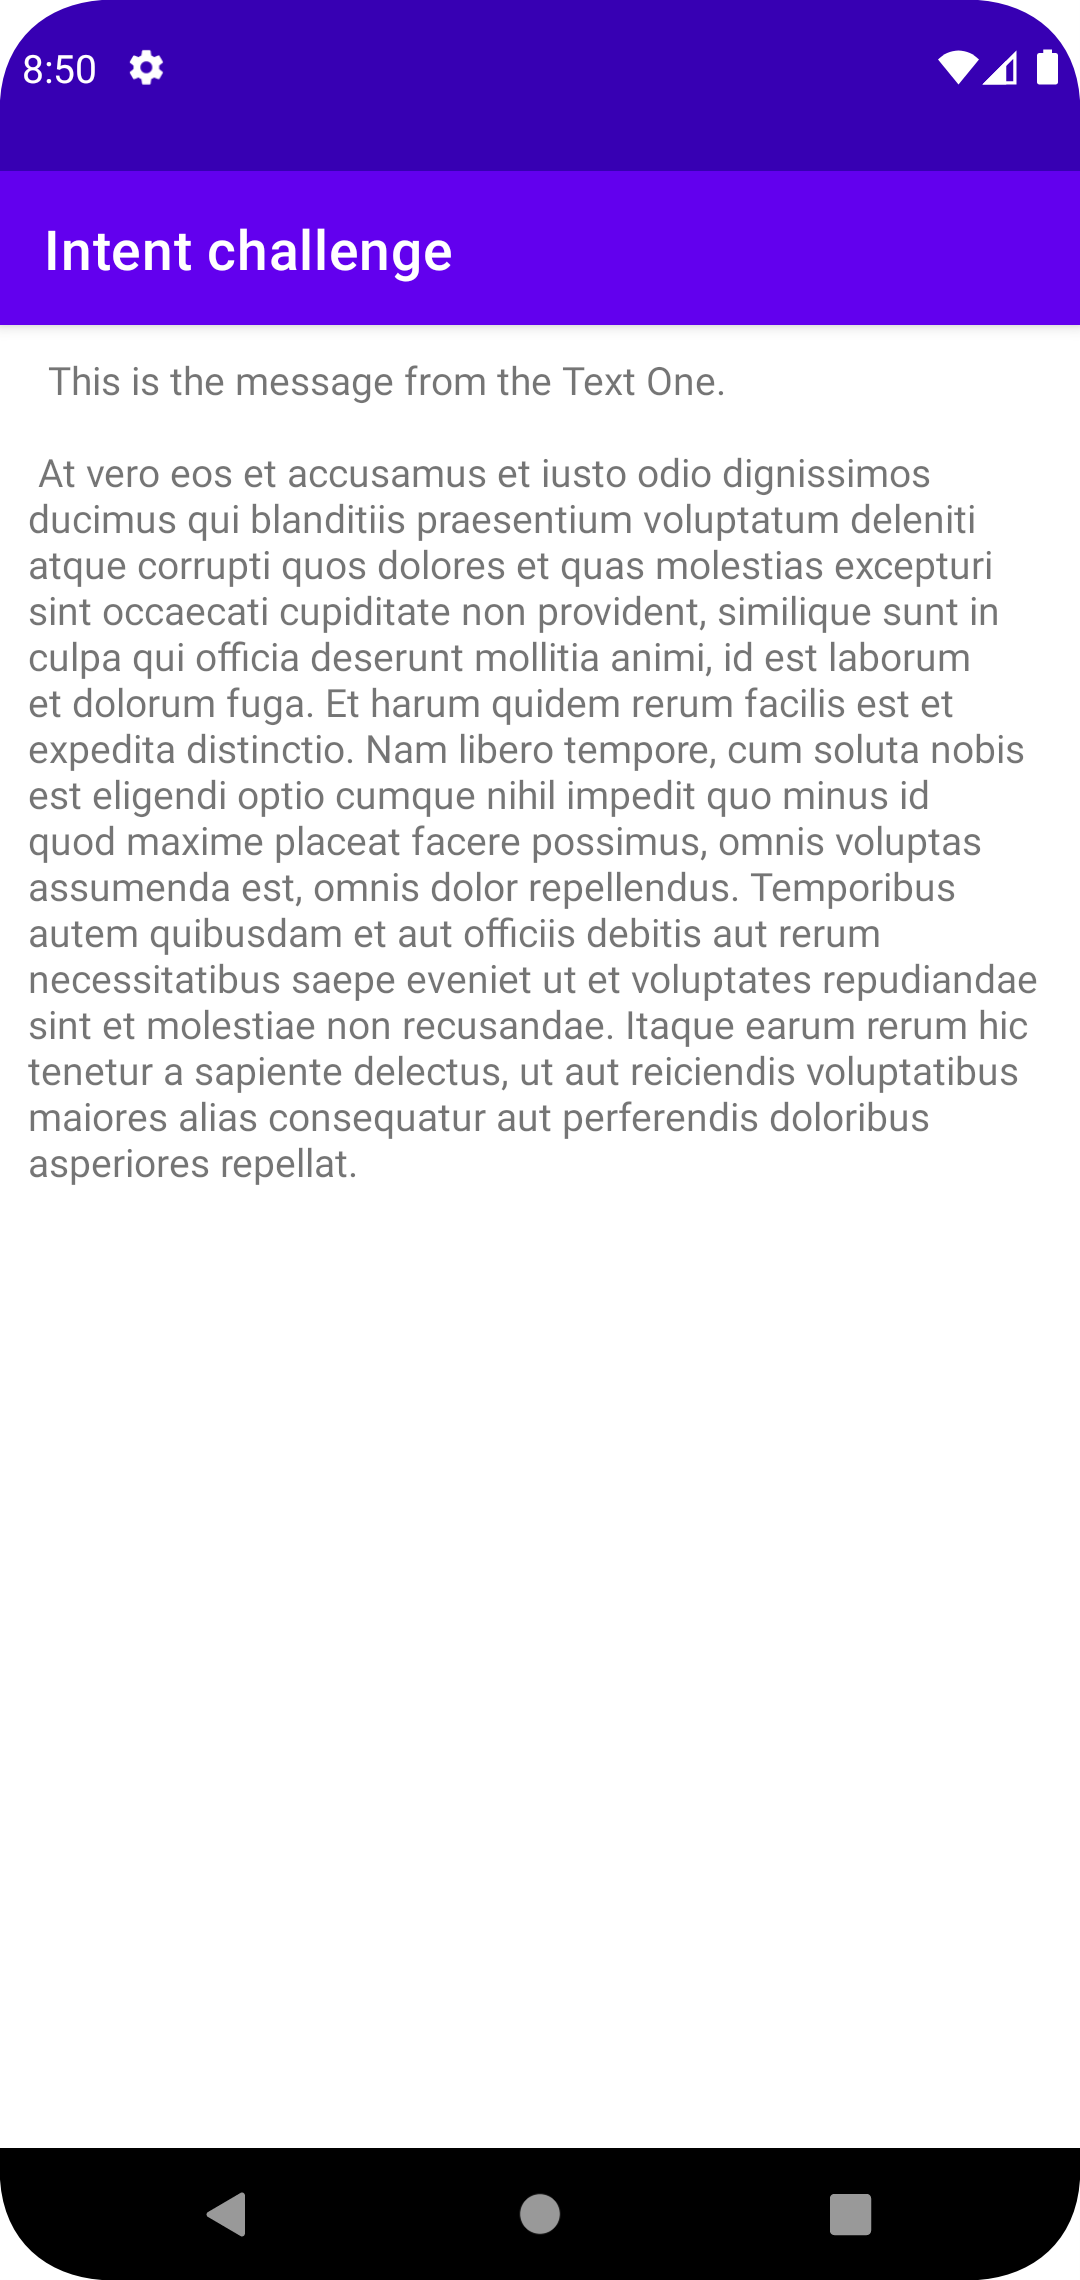 8:50
Intent challenge
This is the message from the Text One.
At vero eos et accusamus et iusto odio dignissimos
ducimus qui blanditiis praesentium voluptatum deleniti
atque corrupti quos dolores et quas molestias excepturi
sint occaecati cupiditate non provident, similique sunt in
culpa qui officia deserunt mollitia animi, id est laborum
et dolorum fuga. Et harum quidem rerum facilis est et
expedita distinctio. Nam libero tempore, cum soluta nobis
est eligendi optio cumque nihil impedit quo minus id
quod maxime placeat facere possimus, omnis voluptas
assumenda est, omnis dolor repellendus. Temporibus
autem quibusdam et aut officiis debitis aut rerum
necessitatibus saepe eveniet ut et voluptates repudiandae
sint et molestiae non recusandae. Itaque earum rerum hic
tenetur a sapiente delectus, ut aut reiciendis voluptatibus
maiores alias consequatur aut perferendis doloribus
asperiores repellat.